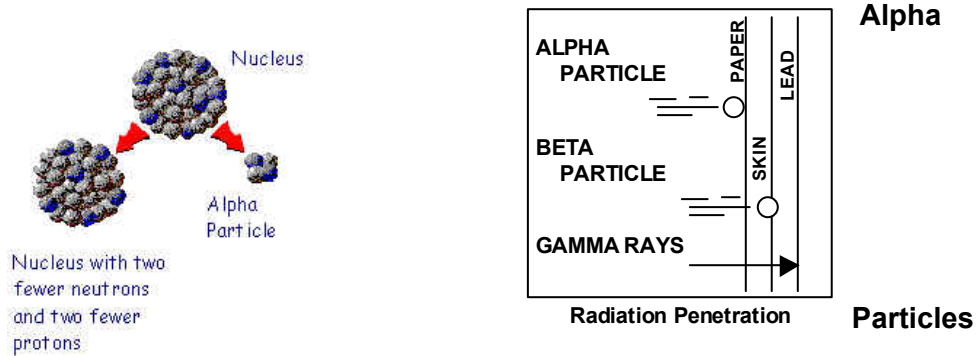 Nucleus
Alpha
Particle
Nucleus with two
fewer neutrons
and two fewer
protons
Alpha
ALPHA
PARTICLE
PAPER
LEAD
BETA
PARTICLE
SKIN
GAMMA RAYS
Radiation Penetration
Particles